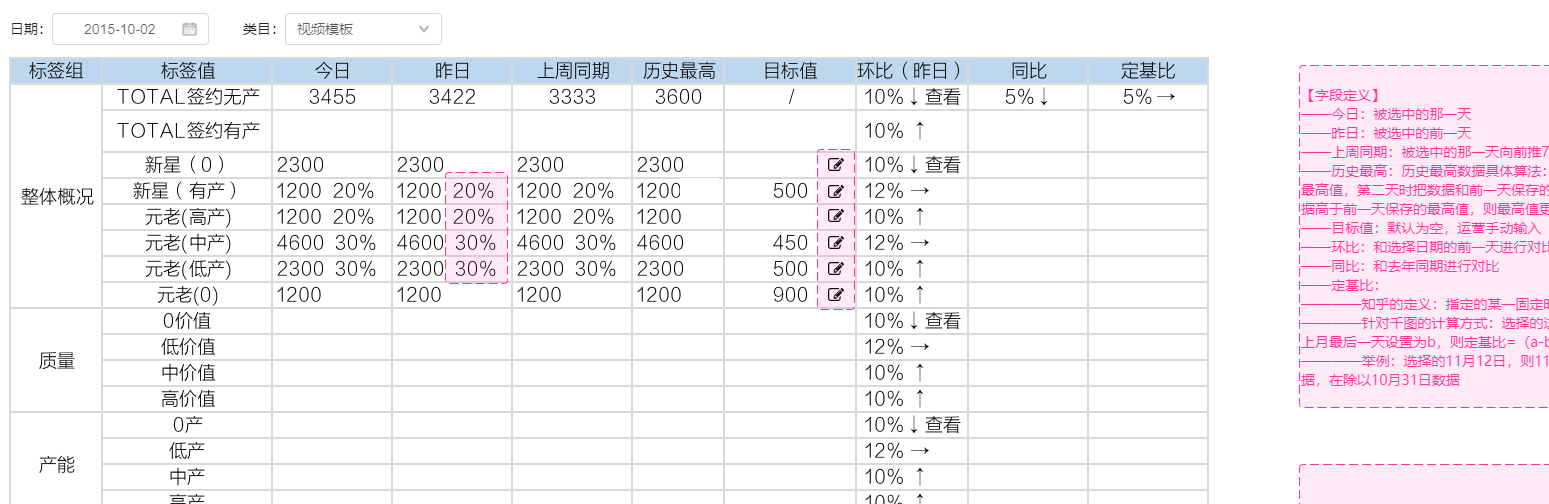 日期： 2015-10-02 类目： 视频模板
标签组 标签值 今日 昨日 上周同期 历史最高 目标值 环比（昨日） 同比 定基比
整体概况
TOTAL签约无产 3455 3422 3333 3600 / 10%↓查看 5%↓ 5%→
TOTAL签约有产 10% ↑
新星（0） 2300 2300 2300 2300 10%↓查看
新星（有产） 1200 20% 1200 20% 1200 20% 1200 500 12% →
元老(高产) 1200 20% 1200 20% 1200 20% 1200 10% ↑
元老(中产) 4600 30% 4600 30% 4600 30% 4600 450 12% →
元老(低产) 2300 30% 2300 30% 2300 30% 2300 500 10% ↑
元老(0) 1200 1200 1200 1200 900 10% ↑
质量
0价值 10%↓查看
低价值 12% →
中价值 10% ↑
高价值 10% ↑
产能
0产 10%↓查看
低产 12% →
中产 10% ↑
高产 10% ↑
【字段定义】
——今日：被选中的那一天
——昨日：被选中的前一天
——上周同期：被选中的那一天向前推7
——历史最高：历史最高数据具体算法：
最高值，第二天时把数据和前一天保存的
据高于前一天保存的最高值，则最高值更
——目标值：默认为空，运营手动输入
——环比：和选择日期的前一天进行对比
——同比：和去年同期进行对比
——定基比：
————知乎的定义：指定的某一固定时
————针对千图的计算方式：选择的这
上月最后一天设置为b，则定基比=（a-b
————举例：选择的11月12日，则11
据，在除以10月31日数据